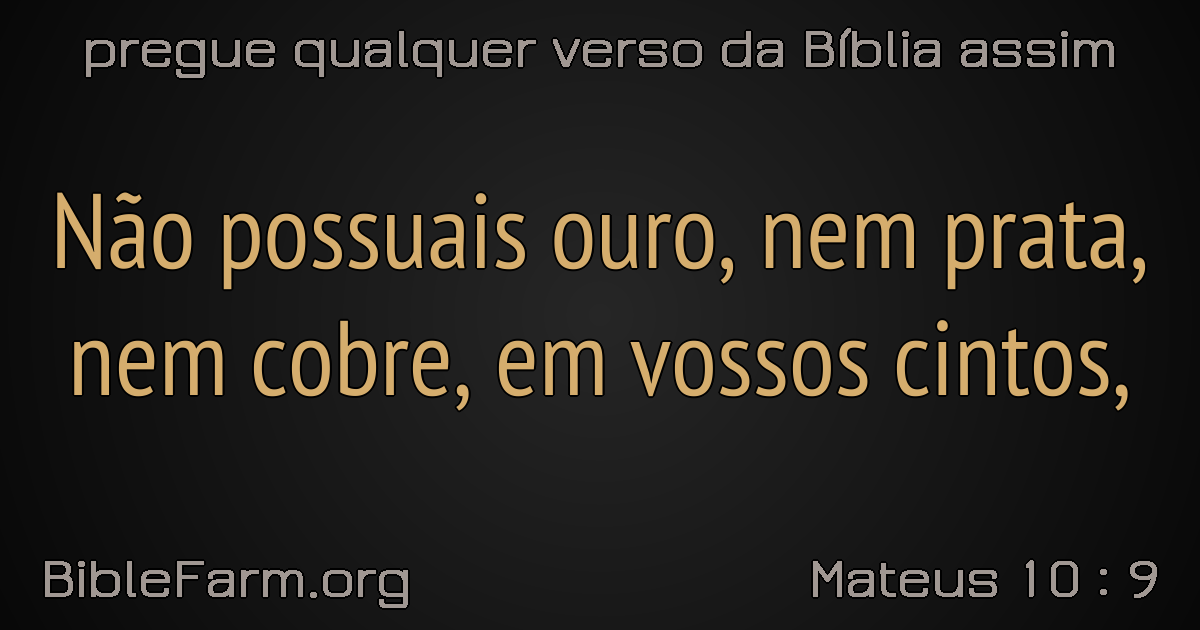 pregue qualquer verso da Bíblia assim
Não possuais ouro, nem prata,
nem cobre, em vossos cintos,
BibleFarm.org
Mateus 10 : 9